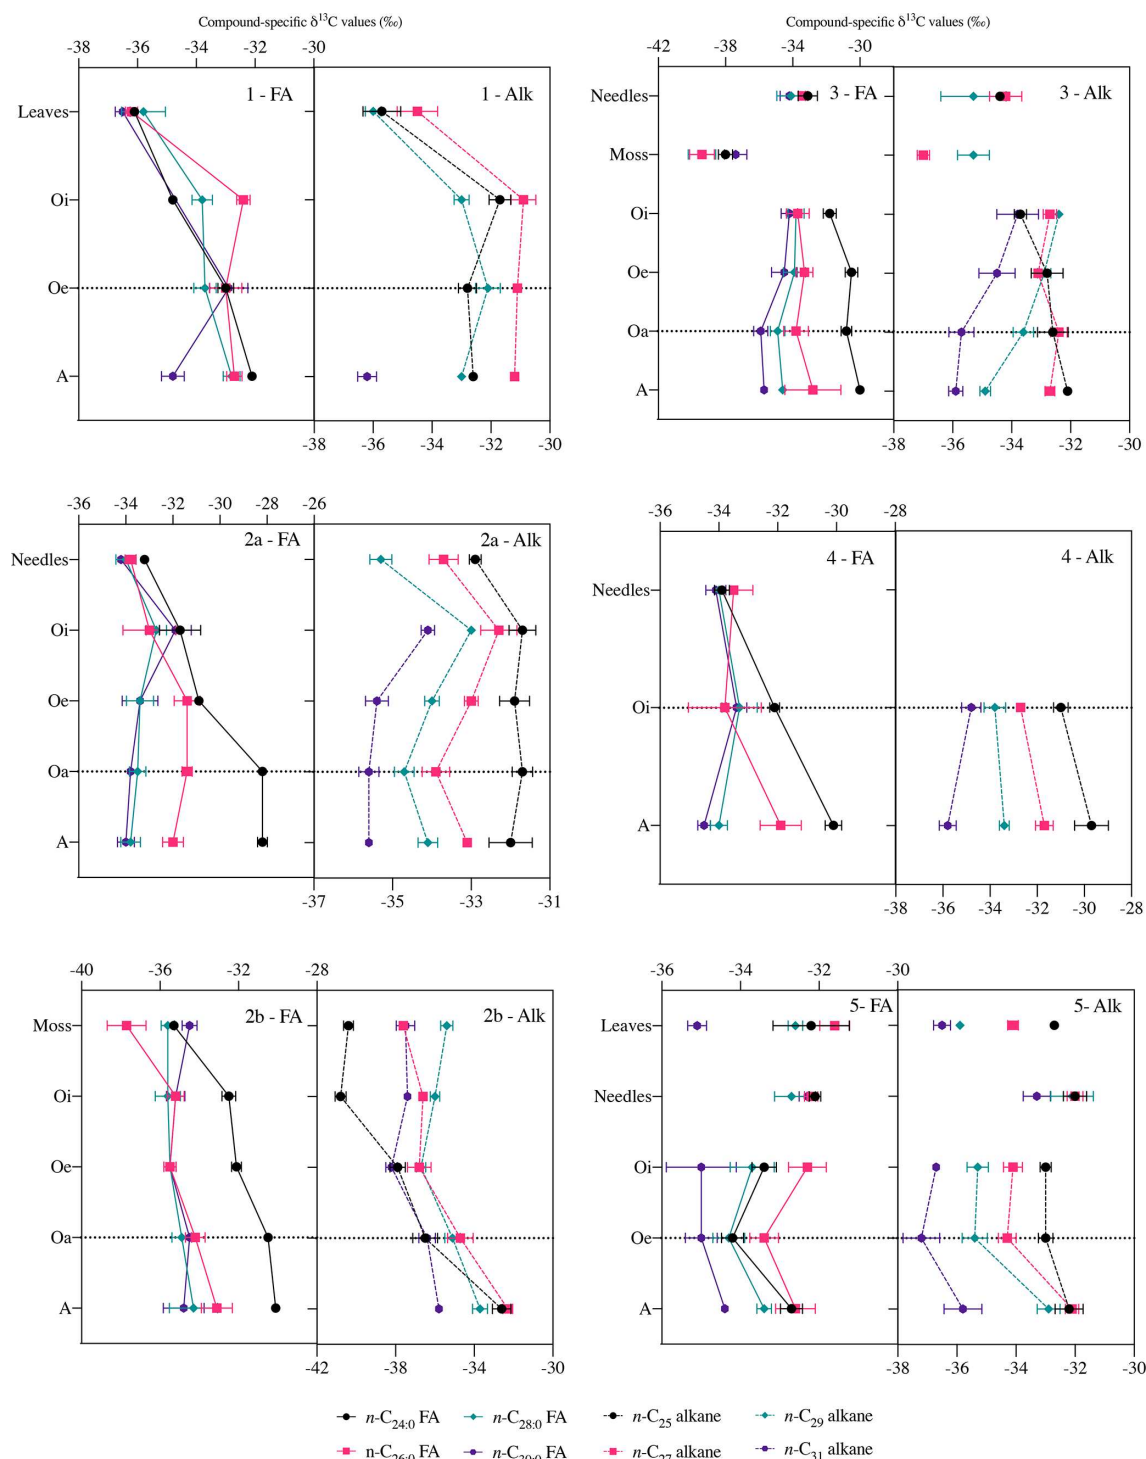 Compound-specific δ¹³C values (‰)
-38 -36 -34 -32 -30
1 - FA
1 - Alk
Leaves
Oi
Oe
A
-38 -36 -34 -32 -30
Compound-specific δ¹³C values (‰)
-42 -38 -34 -30
3 - FA
3 - Alk
Needles
Moss
Oi
Oe
Oa
A
-38 -36 -34 -32 -30
-36 -34 -32 -30 -28 -26
2a - FA
2a - Alk
Needles
Oi
Oe
Oa
A
-37 -35 -33 -31
-36 -34 -32 -30 -28
4 - FA
4 - Alk
Needles
Oi
A
-38 -36 -34 -32 -30 -28
-40 -36 -32 -28
2b - FA
2b - Alk
Moss
Oi
Oe
Oa
A
-42 -38 -34 -30
-36 -34 -32 -30
5- FA
5- Alk
Leaves
Needles
Oi
Oe
A
-38 -36 -34 -32 -30
n-C₂₄:₀ FA n-C₂₈:₀ FA n-C₂₅ alkane n-C₂₉ alkane
n-C₂₆:₀ FA n-C₃₀:₀ FA n-C₂₇ alkane n-C₃₁ alkane